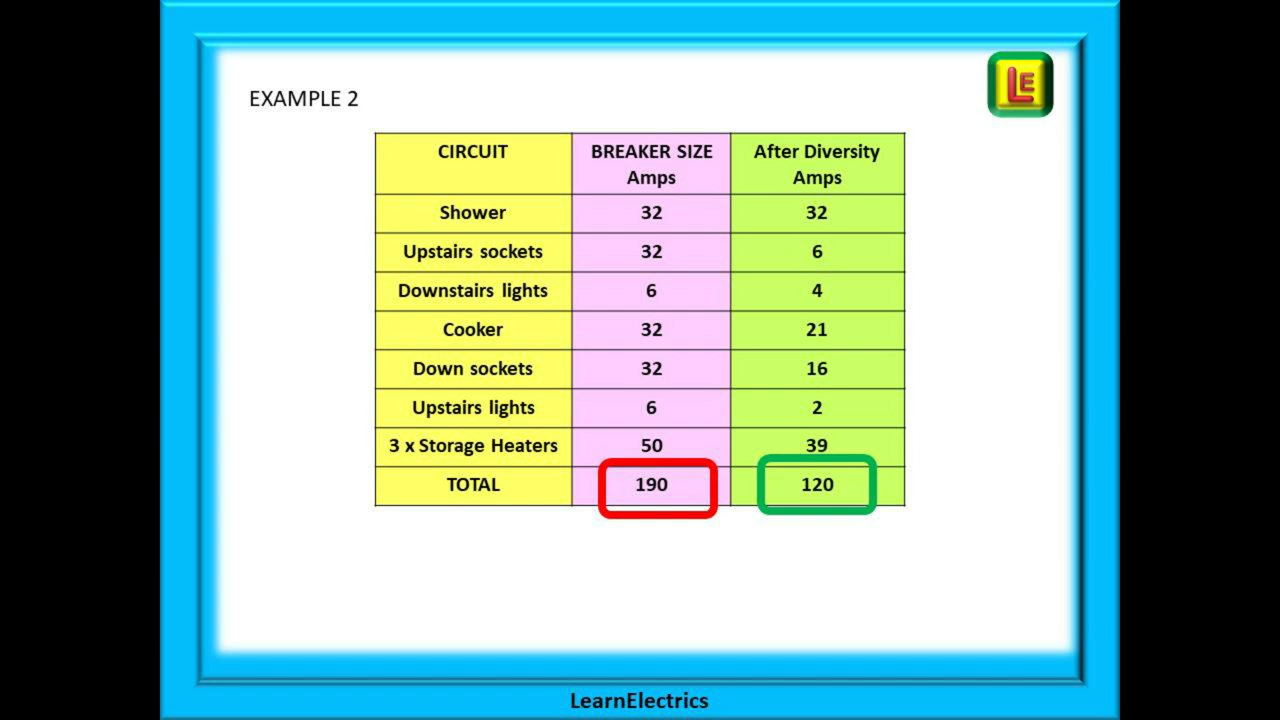 LE
EXAMPLE 2
CIRCUIT BREAKER SIZE Amps After Diversity Amps
Shower 32 32
Upstairs sockets 32 6
Downstairs lights 6 4
Cooker 32 21
Down sockets 32 16
Upstairs lights 6 2
3 x Storage Heaters 50 39
TOTAL 190 120
LearnElectrics